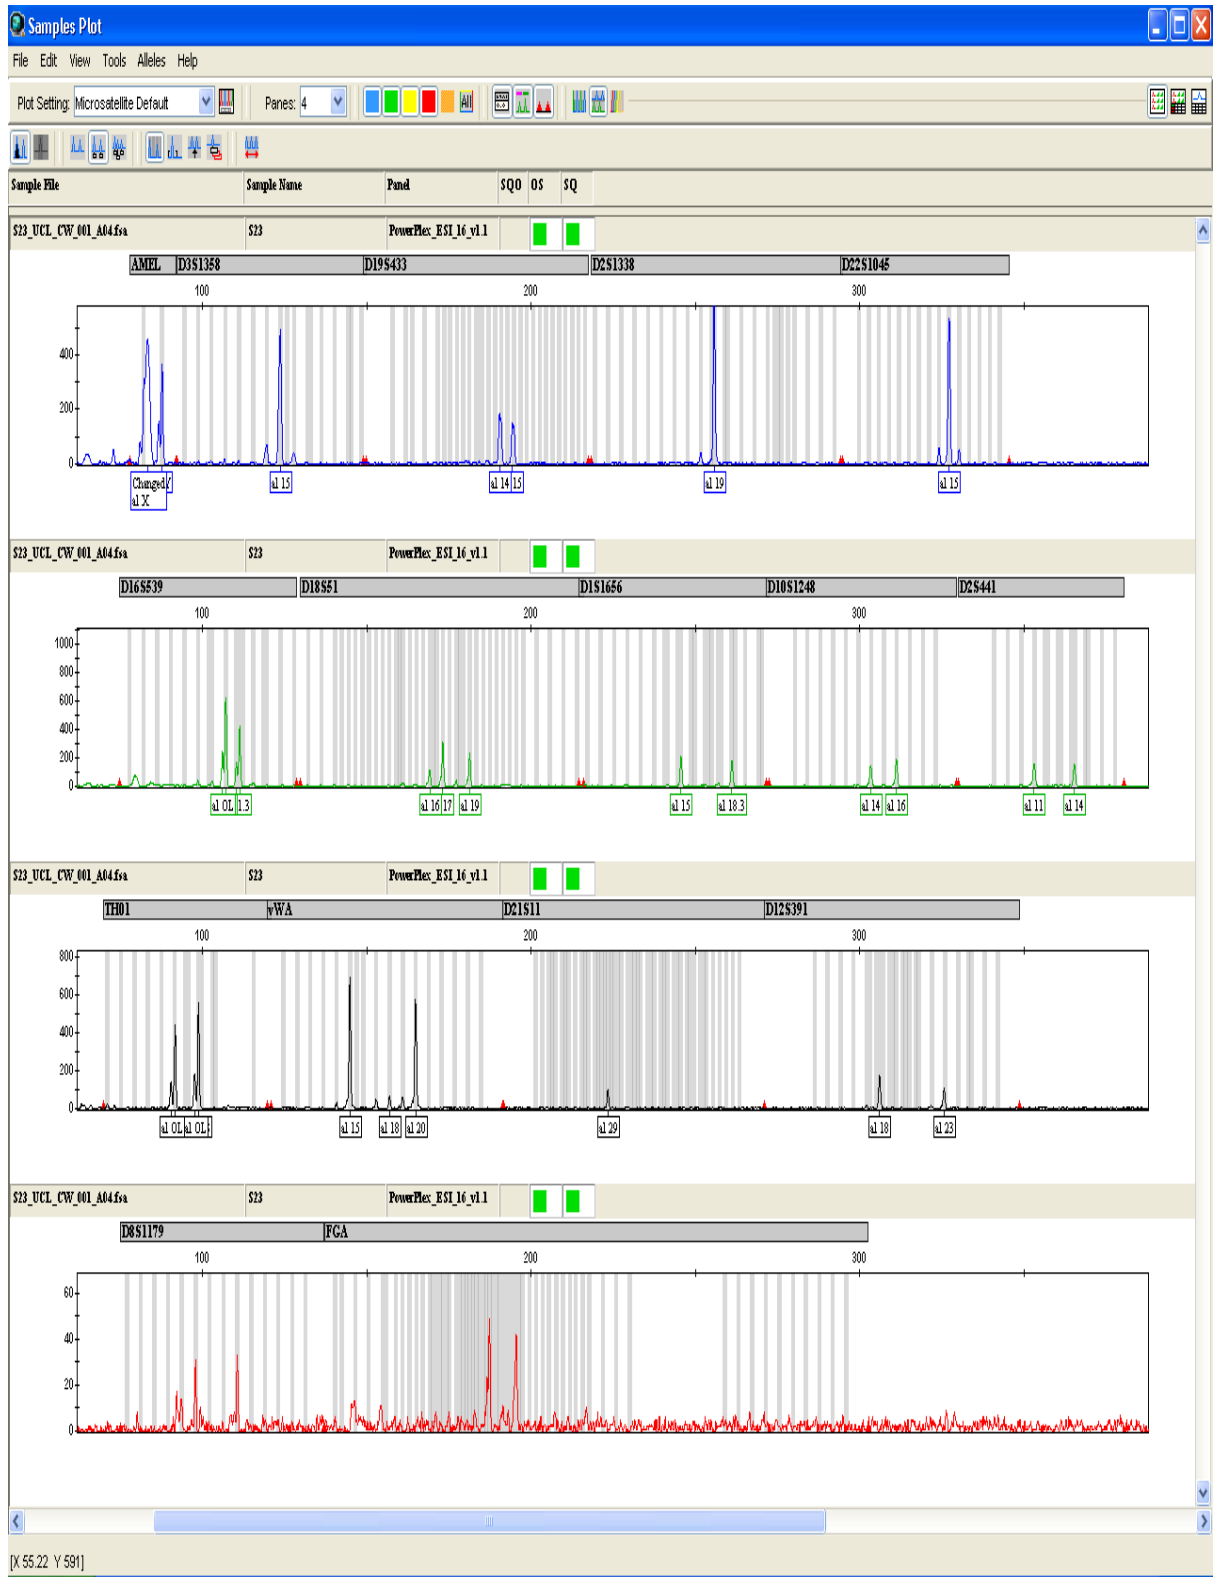 Samples Plot
File Edit View Tools Alleles Help
Plot Setting: Microsatellite Default Panes: 4 All
Sample File Sample Name Panel SQO OS SQ
S23_UCL_CW_001_A04.fsa S23 PowerPlex_ESI_16_v1.1
AMEL D3S1358 D19S433 D2S1338 D22S1045
100 200 300
400
200
0
Changed Y
al X
al 15 al 14 15 al 19 al 15
S23_UCL_CW_001_A04.fsa S23 PowerPlex_ESI_16_v1.1
D16S539 D18S51 D1S1656 D10S1248 D2S441
100 200 300
1000
800
600
400
200
0
al OL 1.3 al 16 17 al 19 al 15 al 18.3 al 14 al 16 al 11 al 14
S23_UCL_CW_001_A04.fsa S23 PowerPlex_ESI_16_v1.1
TH01 vWA D21S11 D12S391
100 200 300
800
600
400
200
0
al OL al OL al 15 al 18 al 20 al 29 al 18 al 23
S23_UCL_CW_001_A04.fsa S23 PowerPlex_ESI_16_v1.1
D8S1179 FGA
100 200 300
60
40
20
0
[X 55.22 Y 591]